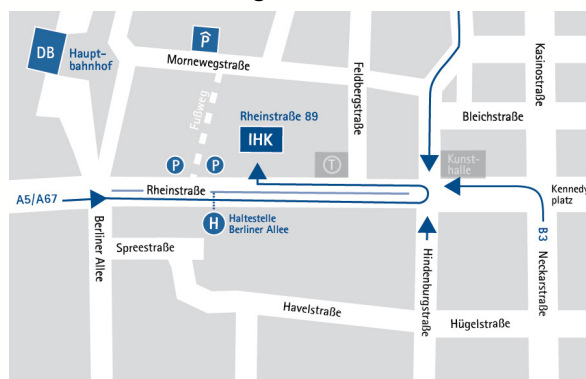 DB
Haupt-
bahnhof
P
Mornewegstraße
Fußweg
Feldbergstraße
Kasinostraße
Bleichstraße
Rheinstraße 89
IHK
T
Kunst-
halle
P
P
Rheinstraße
A5/A67
Kennedy
platz
H
Haltestelle
Berliner Allee
B3
Berliner Allee
Spreestraße
Hindenburgstraße
Neckarstraße
Havelstraße
Hügelstraße